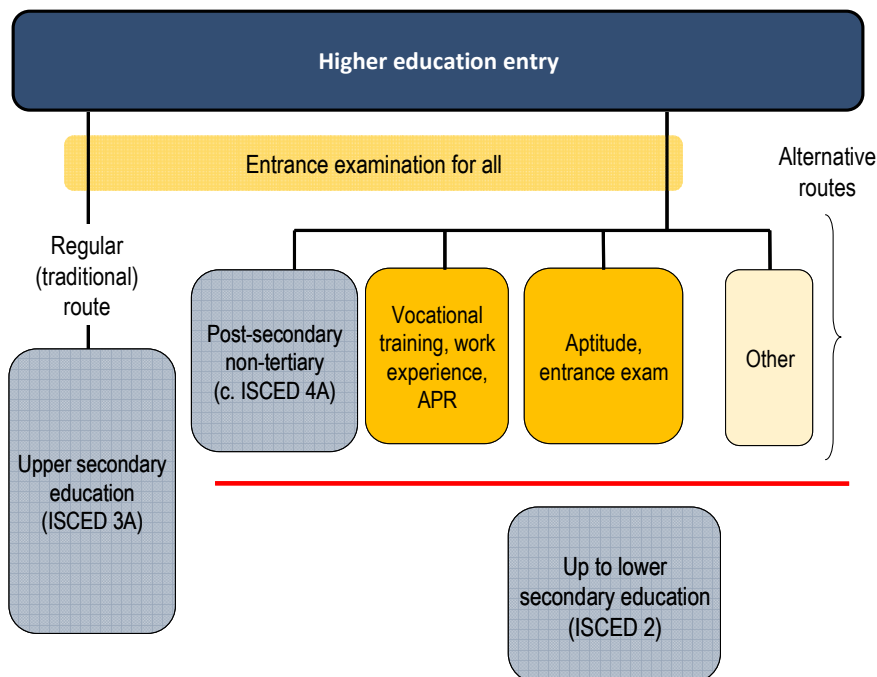 Higher education entry
Entrance examination for all
Alternative
routes
Regular
(traditional)
route
Post-secondary
non-tertiary
(c. ISCED 4A)
Vocational
training, work
experience,
APR
Aptitude,
entrance exam
Other
Upper secondary
education
(ISCED 3A)
Up to lower
secondary education
(ISCED 2)